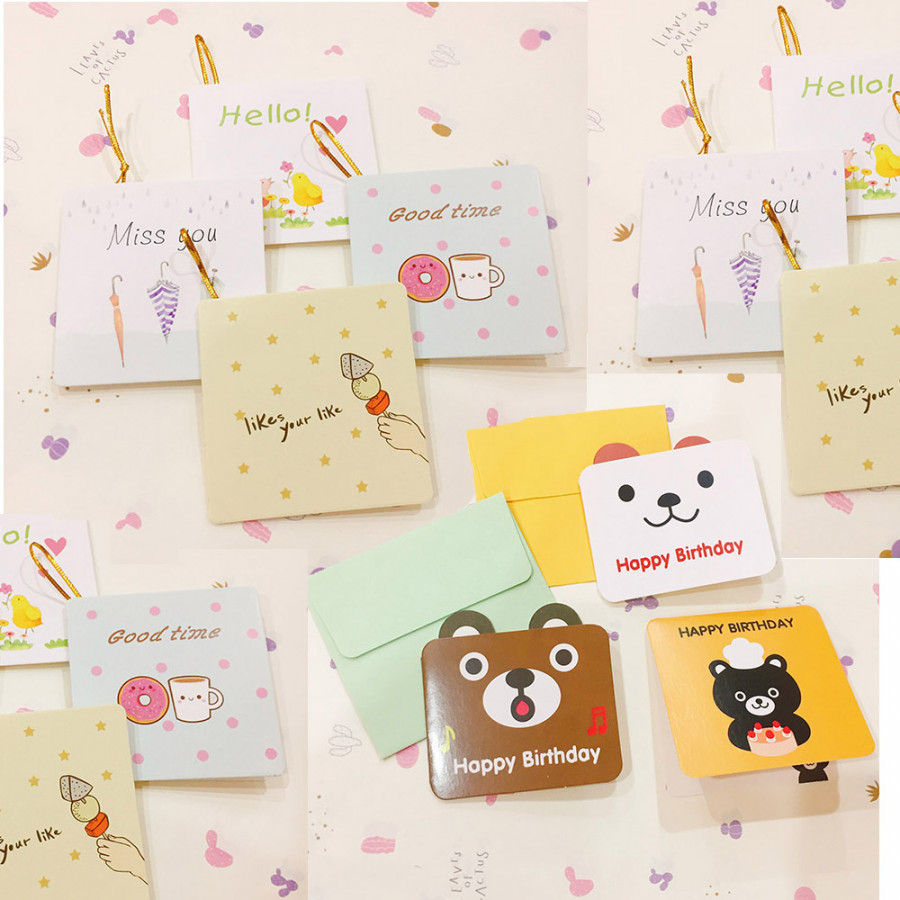 LEAVES
OF
CACTUS
Hello!
Miss you
Good time
likes
your like
LEAVES
OF
CACTUS
Hello!
Miss you
likes
your
Happy Birthday
HAPPY BIRTHDAY
Happy Birthday
o!
Good time
your like
LEAVES
OF
CACTUS